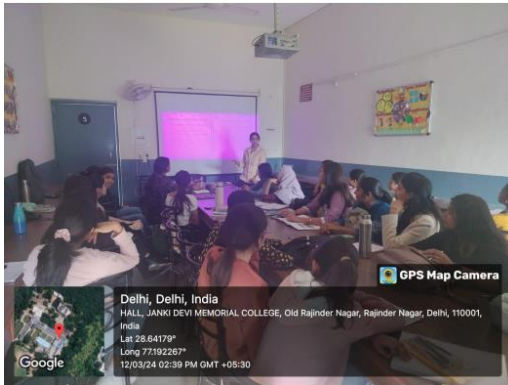 GPS Map Camera
Delhi, Delhi, India
HALL, JANKI DEVI MEMORIAL COLLEGE, Old Rajinder Nagar, Rajinder Nagar, Delhi, 110001,
India
Lat 28.64179°
Long 77.192267°
12/03/24 02:39 PM GMT +05:30
Google